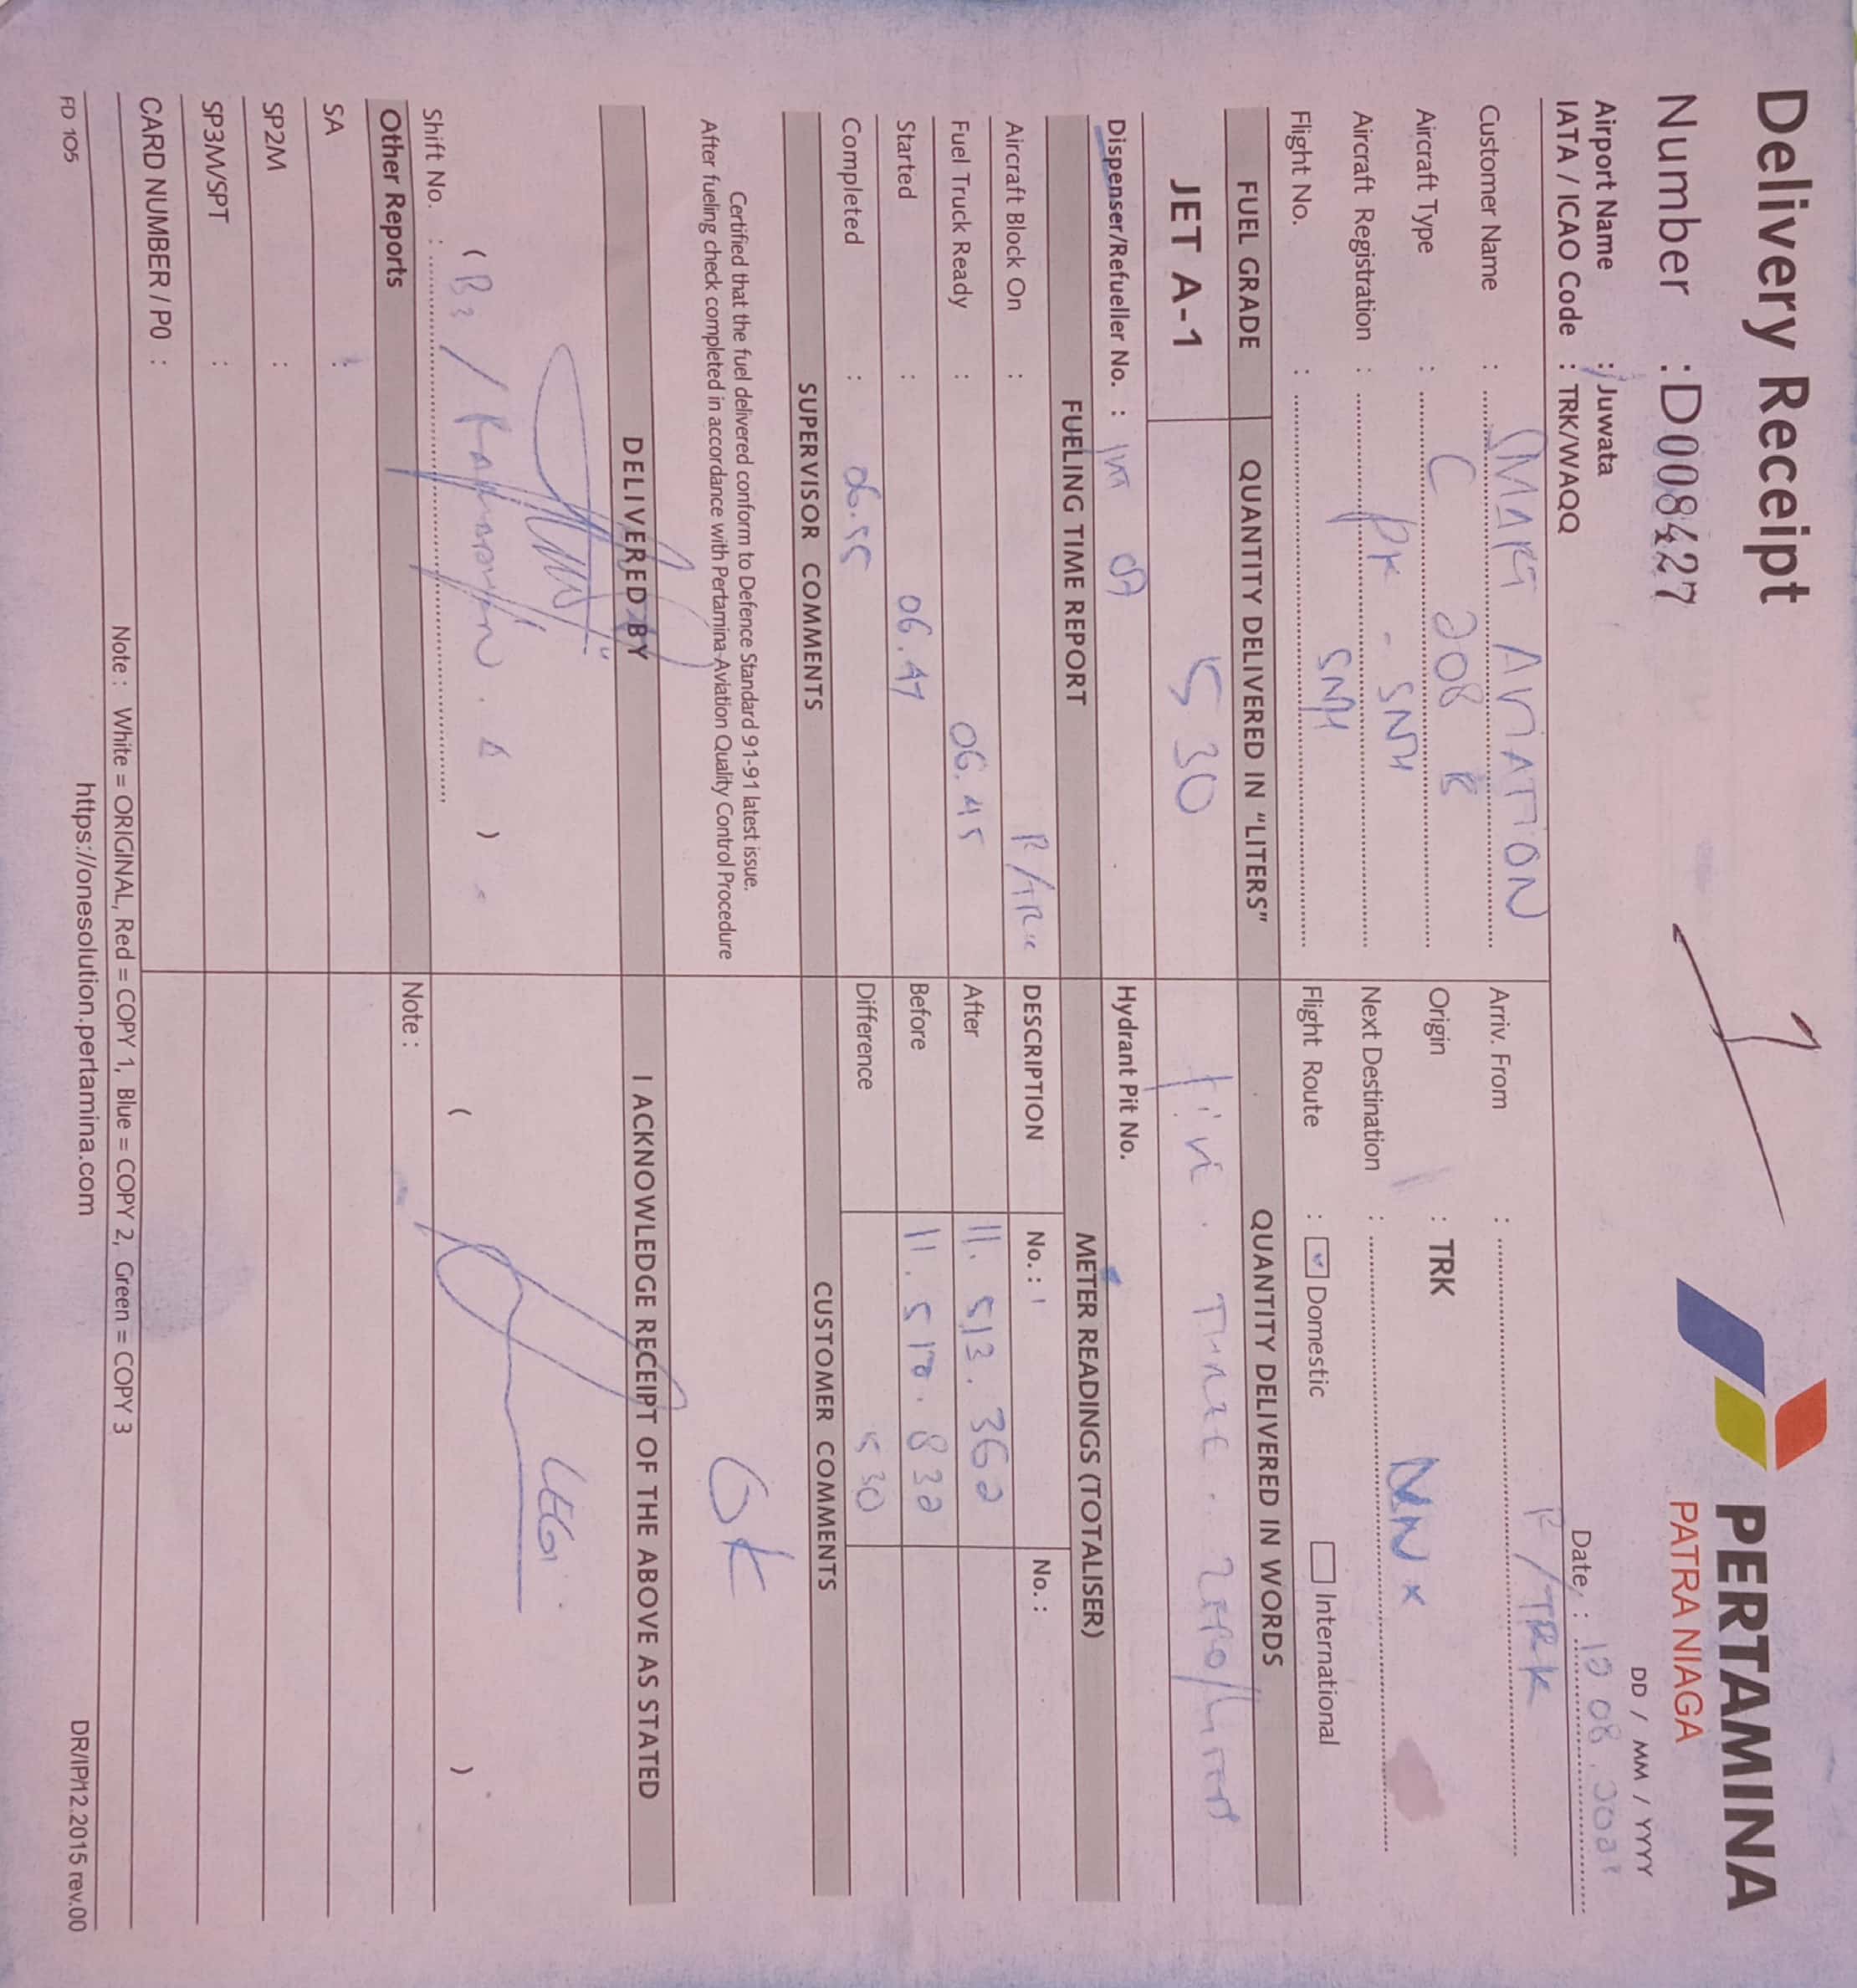 Delivery Receipt
PERTAMINA
PATRA NIAGA
Number : D008427
DD / MM / YYYY
Airport Name : Juwata
Date : 08.
IATA / ICAO Code : TRK/WAQQ
Customer Name : SMART AVIATION
Arriv. From : R/TRK
Aircraft Type : C 208 B
Origin : TRK
Aircraft Registration : PK - SNH
Next Destination : NNX
Flight No. : SNH
Flight Route : Domestic International
FUEL GRADE QUANTITY DELIVERED IN "LITERS" QUANTITY DELIVERED IN WORDS
JET A-1 530 Three
Dispenser/Refueller No. :
Hydrant Pit No.
FUELING TIME REPORT METER READINGS (TOTALISER)
Aircraft Block On :
DESCRIPTION No. : 1 No. :
Fuel Truck Ready : 06.45
After 11.513.362
Started : 06.47
Before 11.832
Completed : 06.55
Difference 530
SUPERVISOR COMMENTS CUSTOMER COMMENTS
Certified that the fuel delivered conform to Defence Standard 91-91 latest issue.
After fueling check completed in accordance with Pertamina Aviation Quality Control Procedure
OK
DELIVERED BY I ACKNOWLEDGE RECEIPT OF THE ABOVE AS STATED
( )
Shift No. :
( )
Other Reports
Note :
SA :
SP2M :
SP3M/SPT :
CARD NUMBER / PO :
Note : White = ORIGINAL, Red = COPY 1, Blue = COPY 2, Green = COPY 3
FD 105
https://onesolution.pertamina.com
DR/IP/12.2015 rev.00